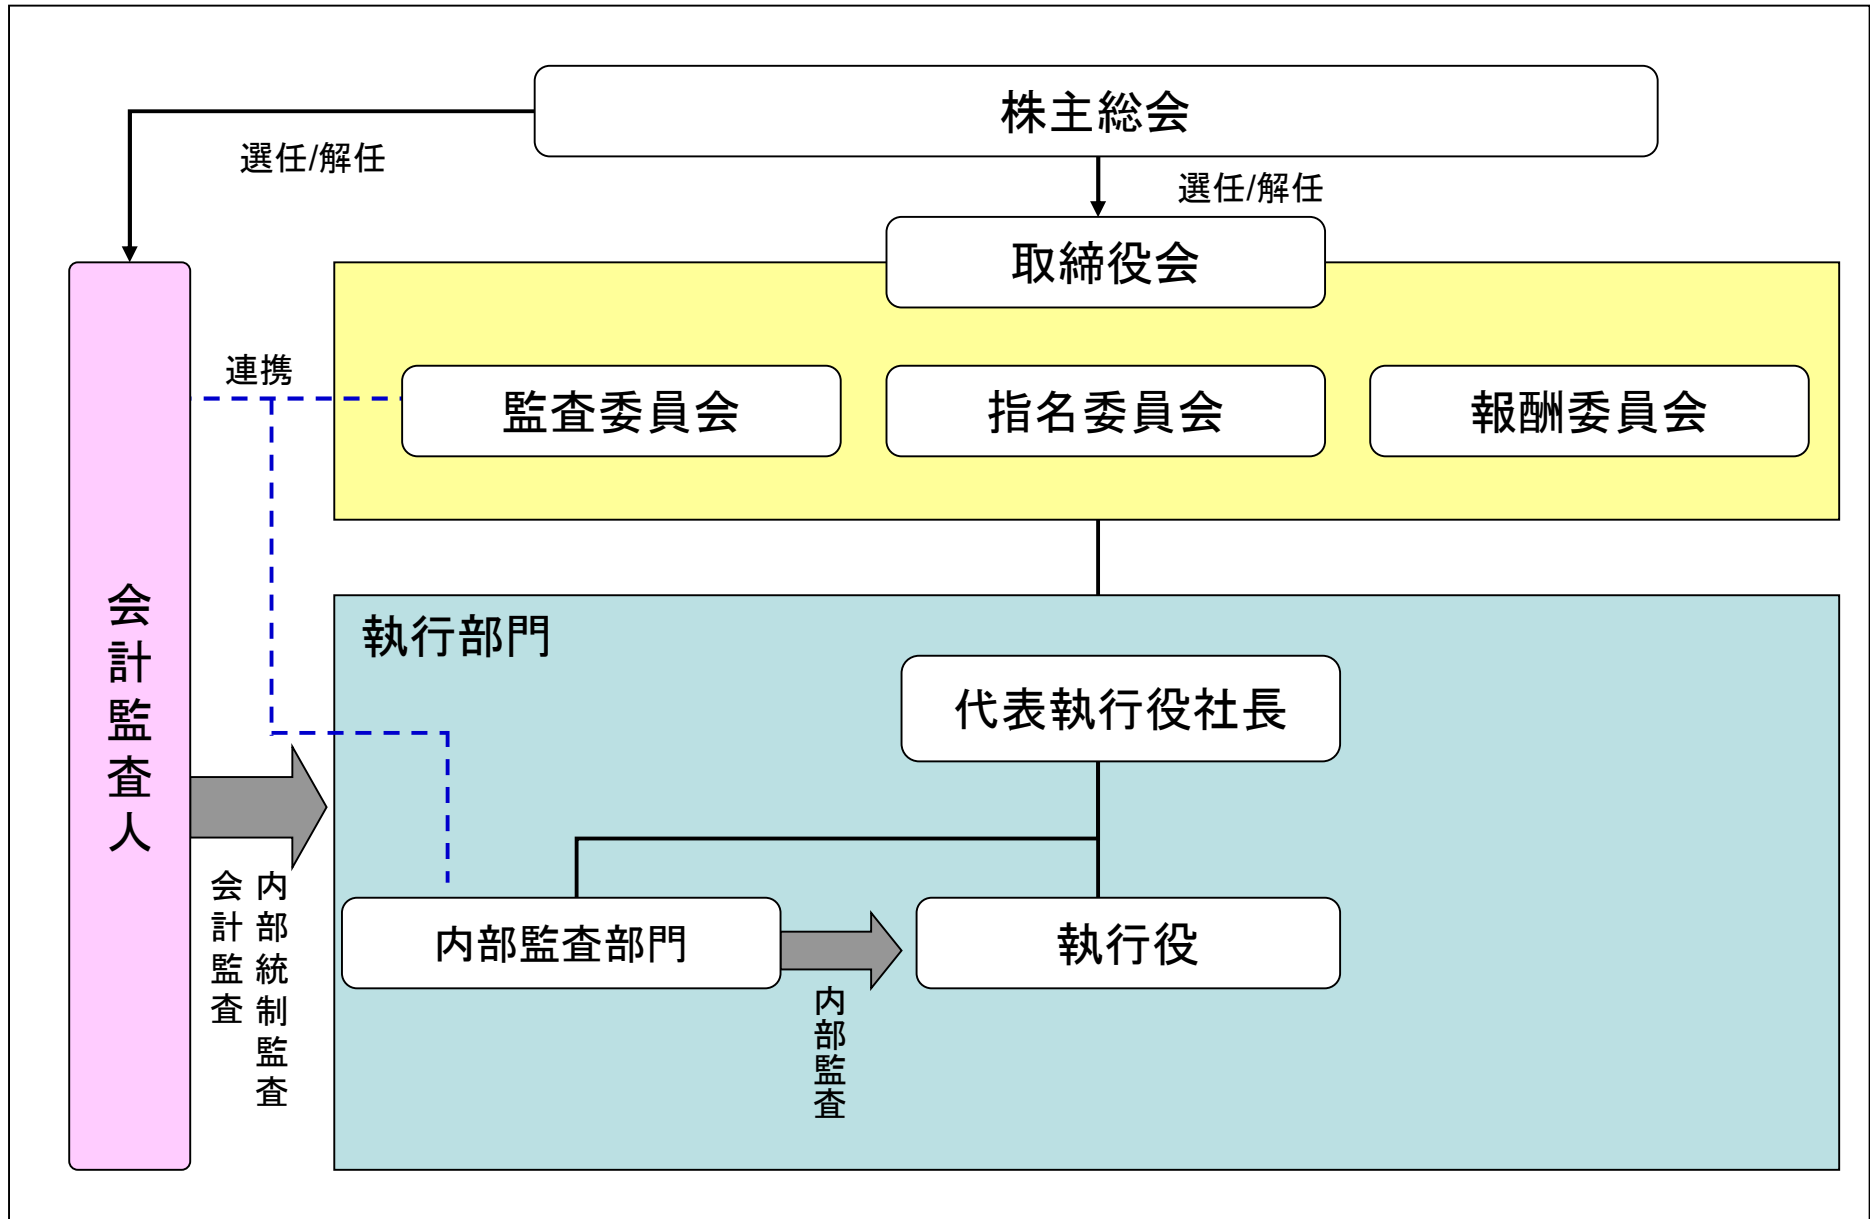 株主総会
選任/解任
選任/解任
取締役会
連携
監査委員会
指名委員会
報酬委員会
会計監査人
執行部門
代表執行役社長
内部統制監査
会計監査
内部監査部門
執行役
内部監査